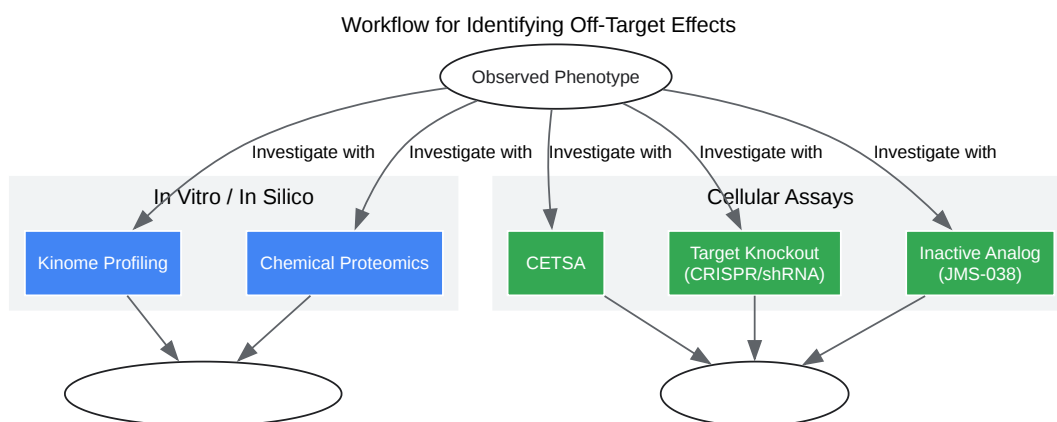 Workflow for Identifying Off-Target Effects
Observed Phenotype
Investigate with
Investigate with
Investigate with
Investigate with
Investigate with
In Vitro / In Silico
Cellular Assays
Kinome Profiling
Chemical Proteomics
CETSA
Target Knockout
(CRISPR/shRNA)
Inactive Analog
(JMS-038)